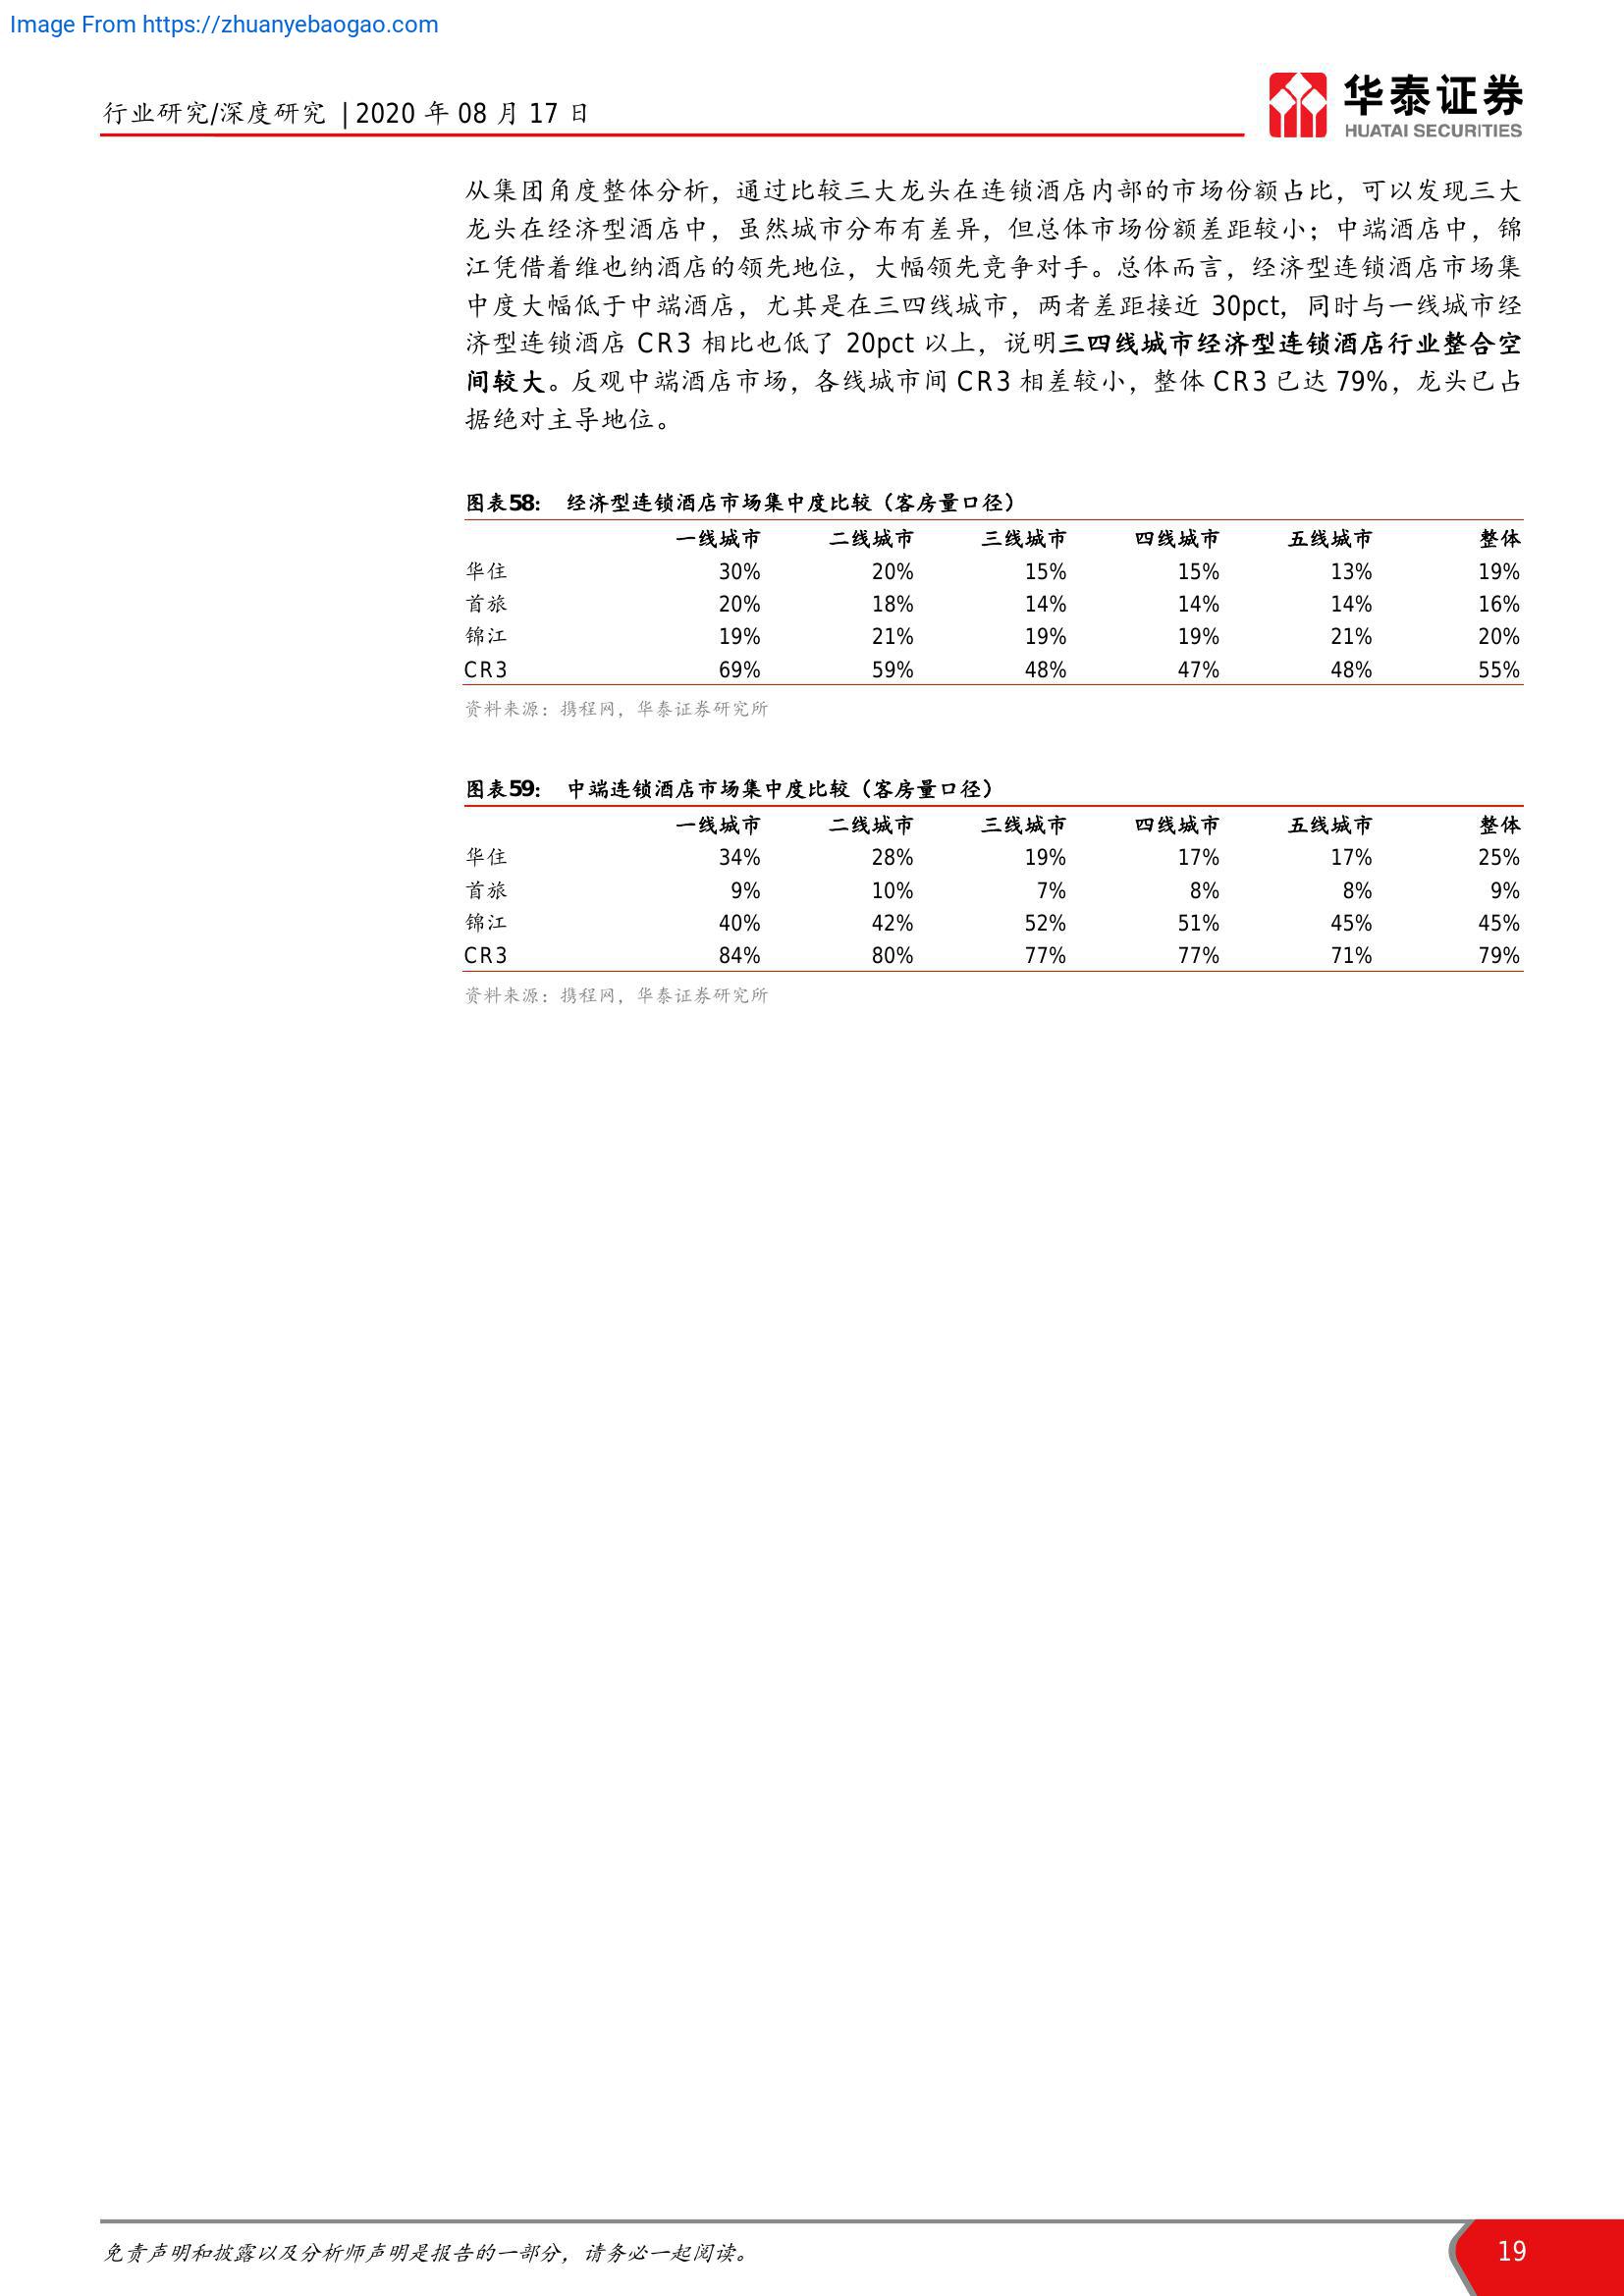 Image From https://zhuanyebaogao.com
行业研究/深度研究 | 2020 年 08 月 17 日
华泰证券
HUATAI SECURITIES
从集团角度整体分析，通过比较三大龙头在连锁酒店内部的市场份额占比，可以发现三大
龙头在经济型酒店中，虽然城市分布有差异，但总体市场份额差距较小；中端酒店中，锦
江凭借着维也纳酒店的领先地位，大幅领先竞争对手。总体而言，经济型连锁酒店市场集
中度大幅低于中端酒店，尤其是在三四线城市，两者差距接近 30pct，同时与一线城市经
济型连锁酒店 CR3 相比也低了 20pct 以上，说明三四线城市经济型连锁酒店行业整合空
间较大。反观中端酒店市场，各线城市间 CR3 相差较小，整体 CR3 已达 79%，龙头已占
据绝对主导地位。
图表58： 经济型连锁酒店市场集中度比较（客房量口径）
一线城市 二线城市 三线城市 四线城市 五线城市 整体
华住 30% 20% 15% 15% 13% 19%
首旅 20% 18% 14% 14% 14% 16%
锦江 19% 21% 19% 19% 21% 20%
CR3 69% 59% 48% 47% 48% 55%
资料来源：携程网，华泰证券研究所
图表59： 中端连锁酒店市场集中度比较（客房量口径）
一线城市 二线城市 三线城市 四线城市 五线城市 整体
华住 34% 28% 19% 17% 17% 25%
首旅 9% 10% 7% 8% 8% 9%
锦江 40% 42% 52% 51% 45% 45%
CR3 84% 80% 77% 77% 71% 79%
资料来源：携程网，华泰证券研究所
免责声明和披露以及分析师声明是报告的一部分，请务必一起阅读。
19